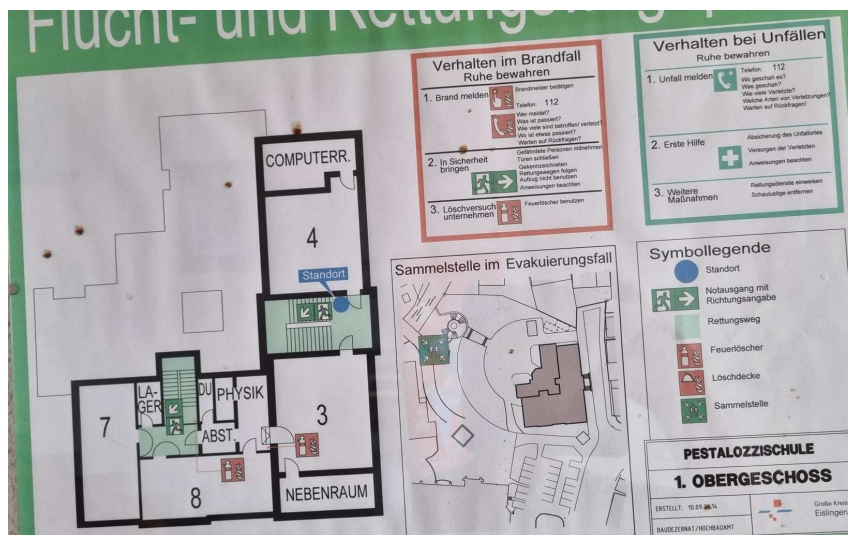 Flucht- und Rettungswegep
Verhalten im Brandfall
Ruhe bewahren
1. Brand melden
Brandmelder betätigen
Telefon: 112
Wer meldet?
Was ist passiert?
Wie viele sind betroffen/ verletzt?
Wo ist etwas passiert?
Warten auf Rückfragen?
2. In Sicherheit
bringen
Gefährdete Personen mitnehmen
Türen schließen
Gekennzeichneten
Rettungswegen folgen
Aufzug nicht benutzen
Anweisungen beachten
3. Löschversuch
unternehmen
Feuerlöscher benutzen
Verhalten bei Unfällen
Ruhe bewahren
1. Unfall melden
Telefon: 112
Wo geschah es?
Was geschah?
Wie viele Verletzte?
Welche Arten von Verletzungen?
Warten auf Rückfragen!
2. Erste Hilfe
Absicherung des Unfallortes
Versorgen der Verletzten
Anweisungen beachten
3. Weitere
Maßnahmen
Rettungsdienste einweisen
Schaulustige entfernen
COMPUTERR.
4
Standort
7
LA-
GER
DU
PHYSIK
ABST.
3
8
NEBENRAUM
Sammelstelle im Evakuierungsfall
Symbollegende
Standort
Notausgang mit
Richtungsangabe
Rettungsweg
Feuerlöscher
Löschdecke
Sammelstelle
PESTALOZZISCHULE
1. OBERGESCHOSS
ERSTELLT: 10.09.2014
BAUDEZERNAT/HOCHBAUAMT
Große Kreis
Eislingen